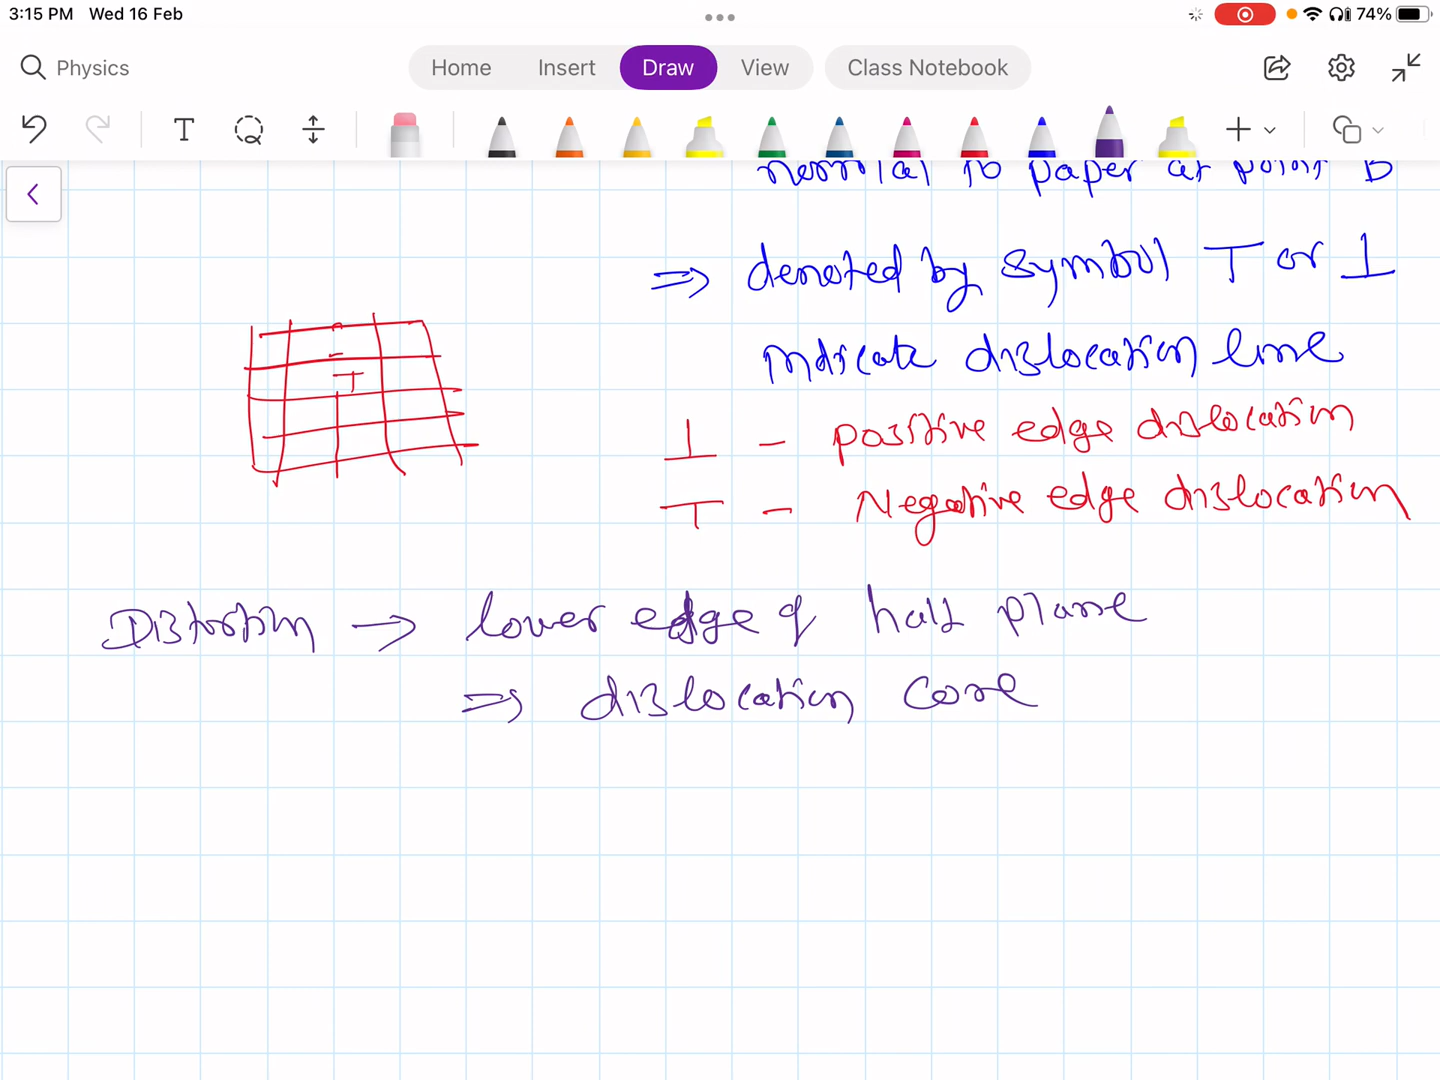 3:15 PM Wed 16 Feb
74%
Physics
Home Insert Draw View Class Notebook
T
normal to paper at point D
⇒ denoted by symbol T or ⊥
Indicate dislocation line
⊥ - positive edge dislocation
T - Negative edge dislocation
T
Distortion → lower edge of half plane
⇒ dislocation core